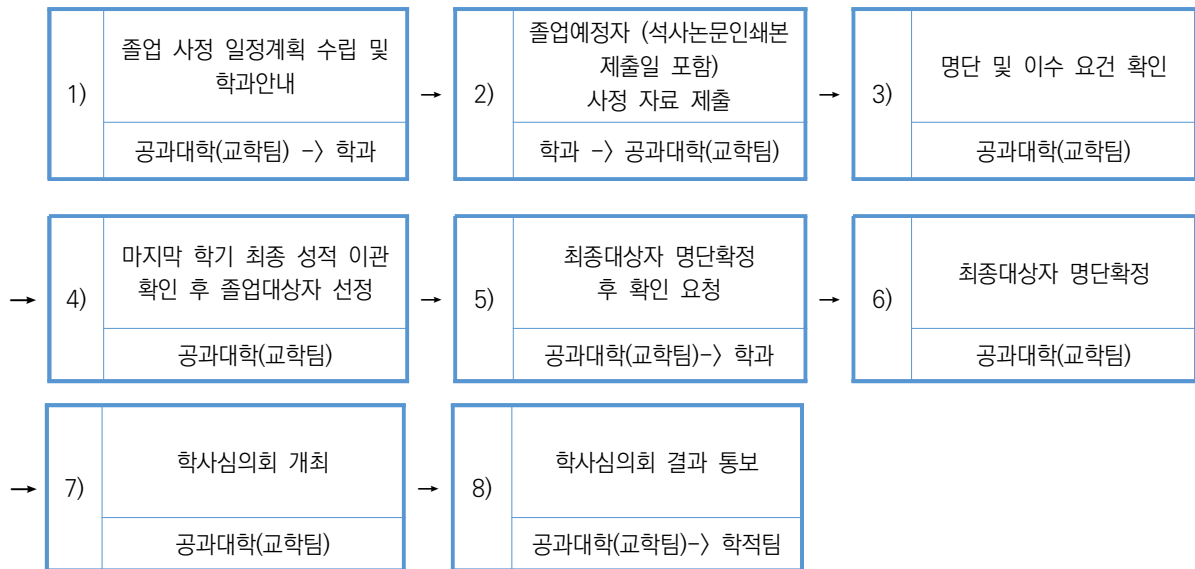 1)
졸업 사정 일정계획 수립 및
학과안내
공과대학(교학팀) -> 학과
→
2)
졸업예정자 (석사논문인쇄본
제출일 포함)
사정 자료 제출
학과 -> 공과대학(교학팀)
→
3)
명단 및 이수 요건 확인
공과대학(교학팀)
→
4)
마지막 학기 최종 성적 이관
확인 후 졸업대상자 선정
공과대학(교학팀)
→
5)
최종대상자 명단확정
후 확인 요청
공과대학(교학팀)-> 학과
→
6)
최종대상자 명단확정
공과대학(교학팀)
→
7)
학사심의회 개최
공과대학(교학팀)
→
8)
학사심의회 결과 통보
공과대학(교학팀)-> 학적팀